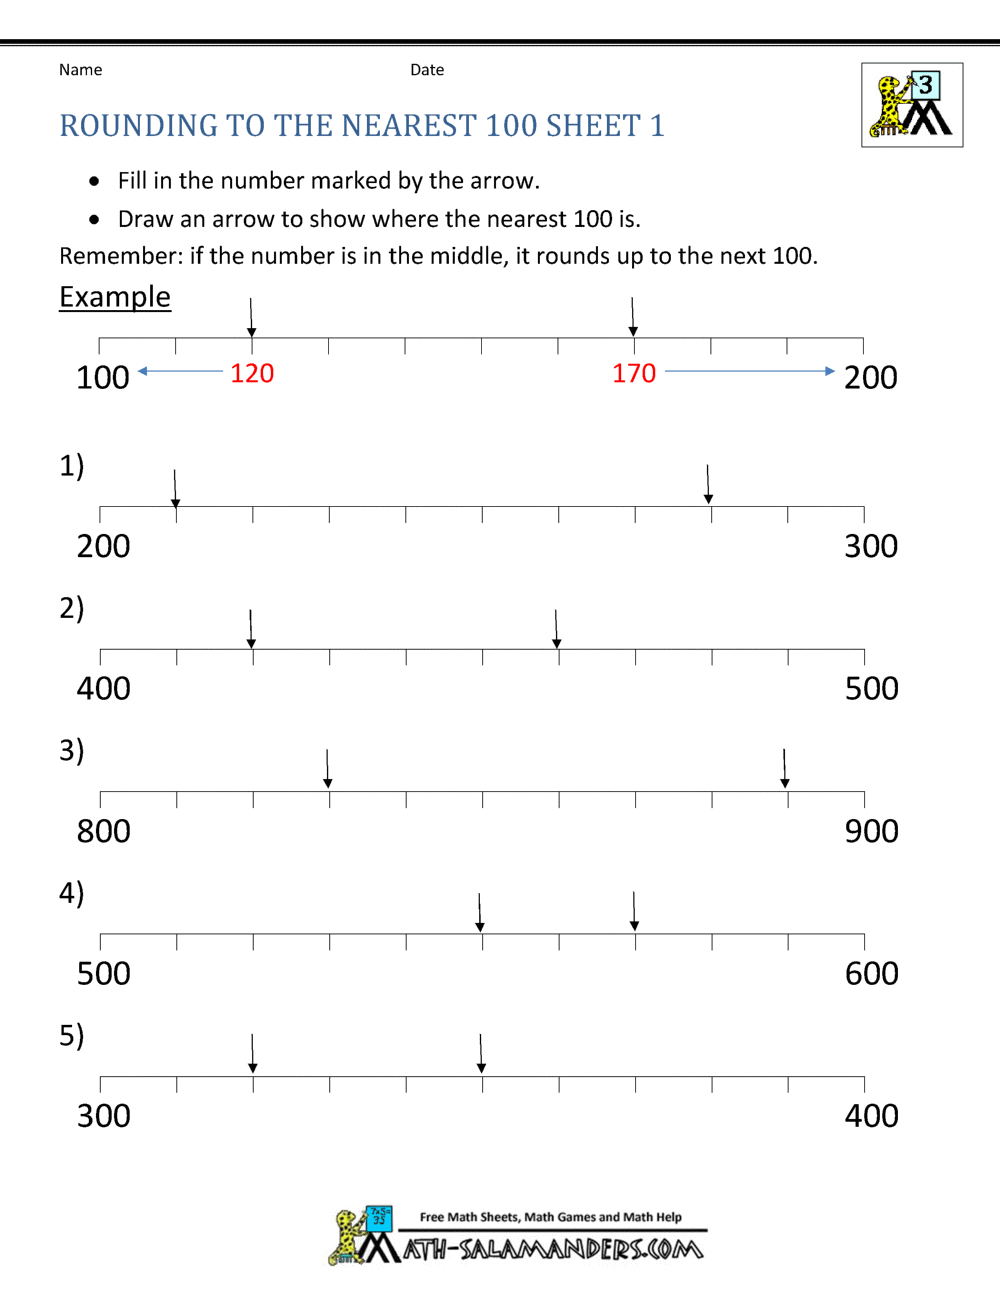 Name Date
3
ROUNDING TO THE NEAREST 100 SHEET 1
• Fill in the number marked by the arrow.
• Draw an arrow to show where the nearest 100 is.
Remember: if the number is in the middle, it rounds up to the next 100.
Example
100 120 170 200
1)
200 300
2)
400 500
3)
800 900
4)
500 600
5)
300 400
7x5=
35
Free Math Sheets, Math Games and Math Help
MATH-SALAMANDERS.COM